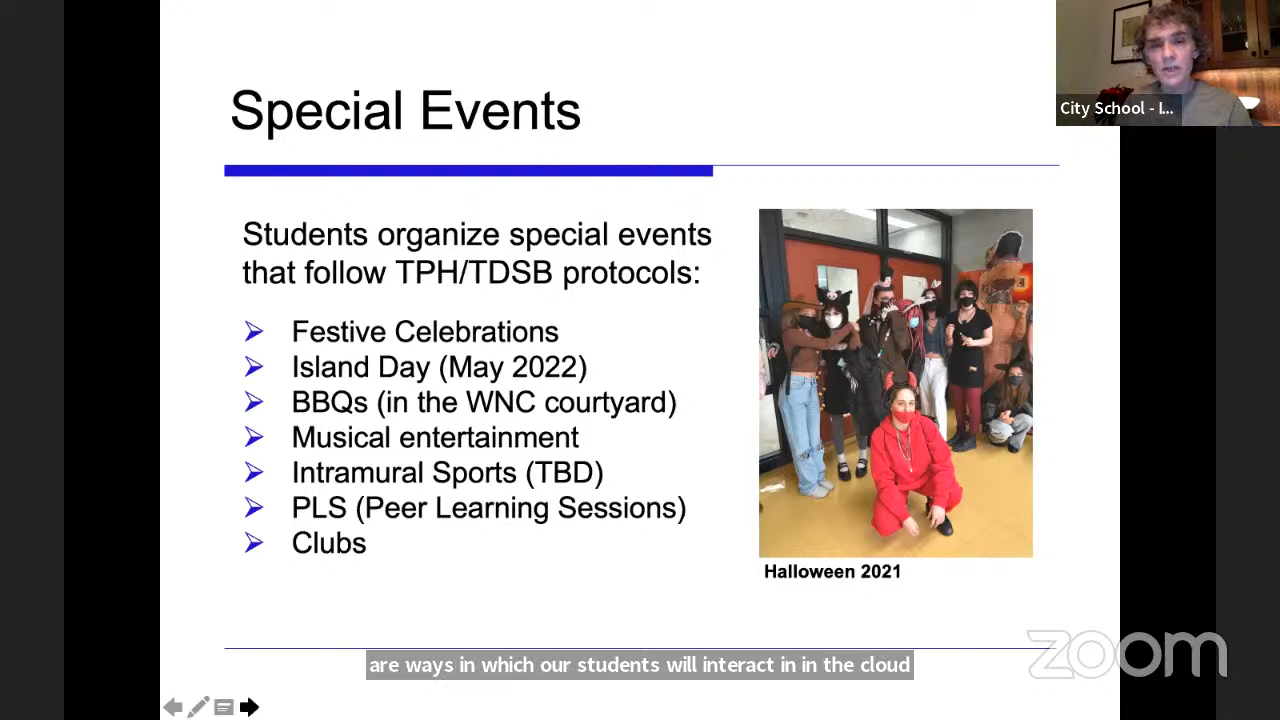 Special Events
City School - I...
Students organize special events
that follow TPH/TDSB protocols:
Festive Celebrations
Island Day (May 2022)
BBQs (in the WNC courtyard)
Musical entertainment
Intramural Sports (TBD)
PLS (Peer Learning Sessions)
Clubs
Halloween 2021
are ways in which our students will interact in in the cloud
zoom